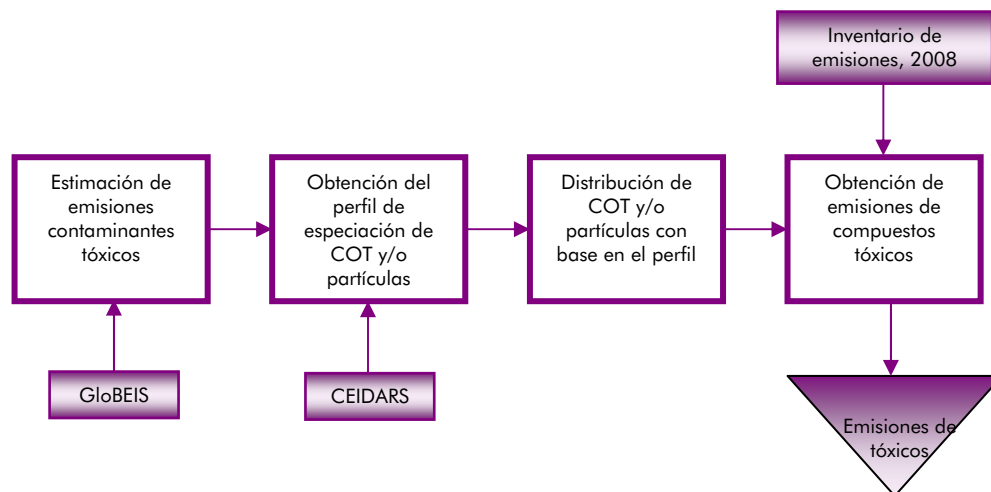 Inventario de
emisiones, 2008
Estimación de
emisiones
contaminantes
tóxicos
Obtención del
perfil de
especiación de
COT y/o
partículas
Distribución de
COT y/o
partículas con
base en el perfil
Obtención de
emisiones de
compuestos
tóxicos
GloBEIS
CEIDARS
Emisiones de
tóxicos